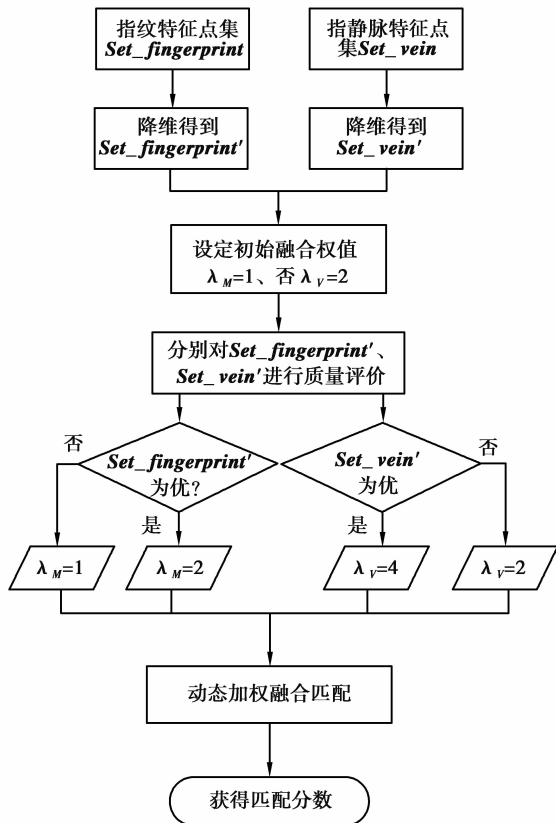 指纹特征点集
Set_fingerprint
指静脉特征点
集Set_vein
降维得到
Set_fingerprint'
降维得到
Set_vein'
设定初始融合权值
λM=1、否λV=2
分别对Set_fingerprint'、
Set_vein'进行质量评价
否
Set_fingerprint'
为优?
是
Set_vein'
为优
否
是
λM=1
λM=2
λV=4
λV=2
动态加权融合匹配
获得匹配分数